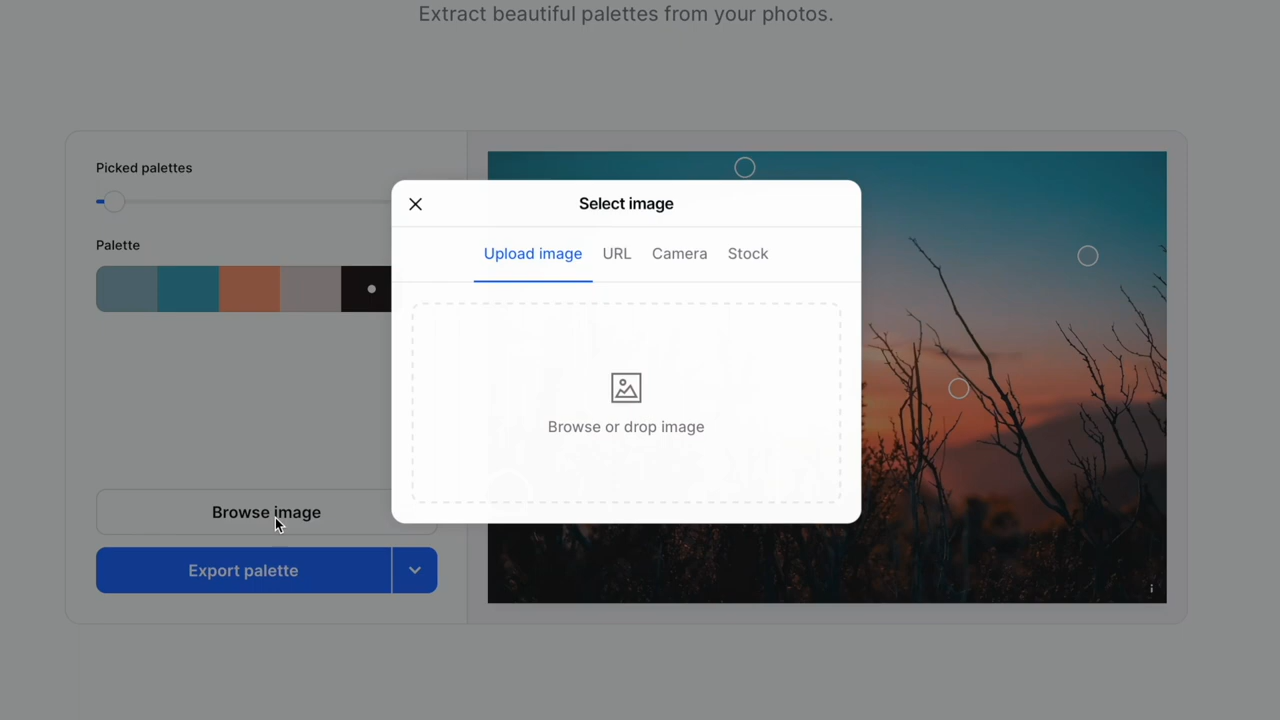 Extract beautiful palettes from your photos.
Picked palettes
Palette
Browse image
Export palette
Select image
Upload image
URL
Camera
Stock
Browse or drop image